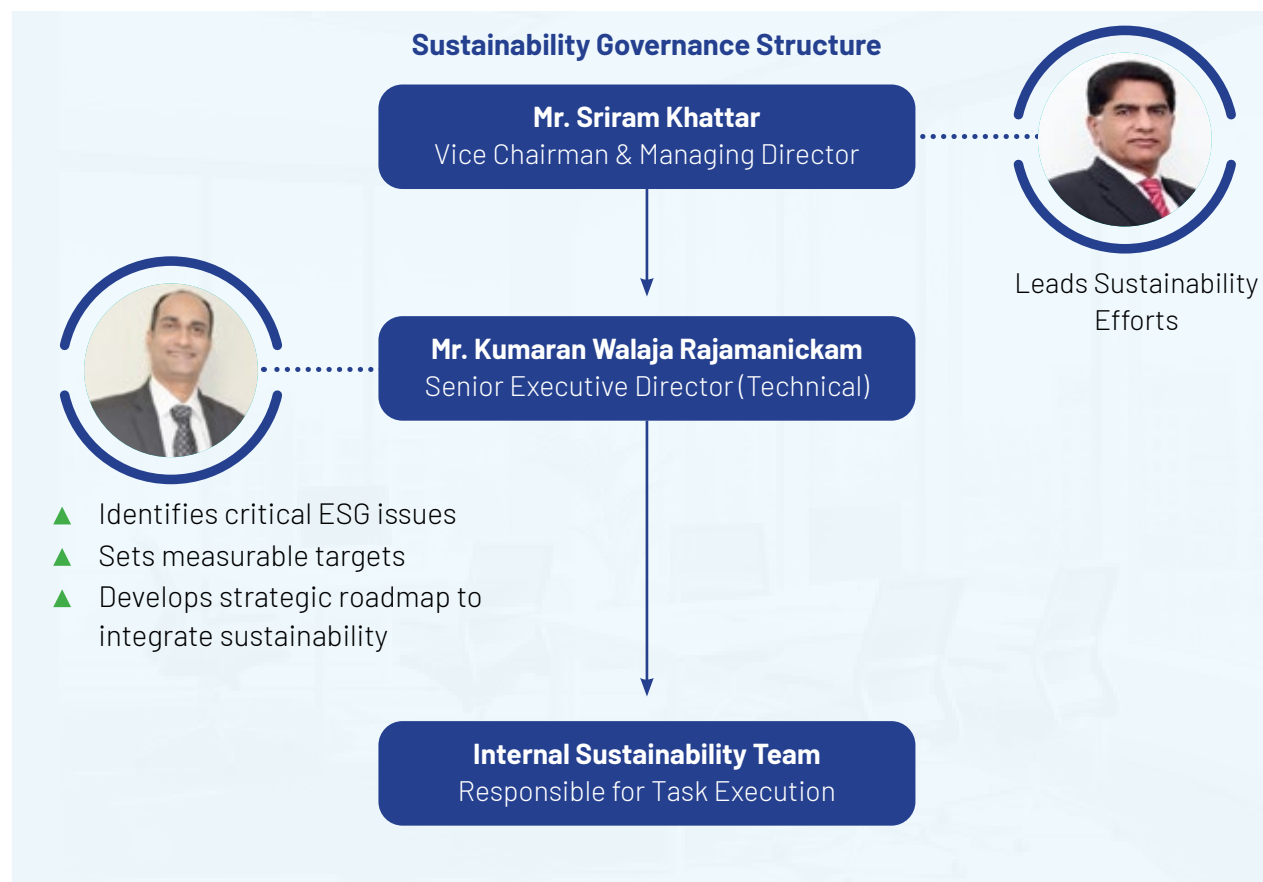 Sustainability Governance Structure
Mr. Sriram Khattar
Vice Chairman & Managing Director
Leads Sustainability
Efforts
Mr. Kumaran Walaja Rajamanickam
Senior Executive Director (Technical)
▲ Identifies critical ESG issues
▲ Sets measurable targets
▲ Develops strategic roadmap to
integrate sustainability
Internal Sustainability Team
Responsible for Task Execution